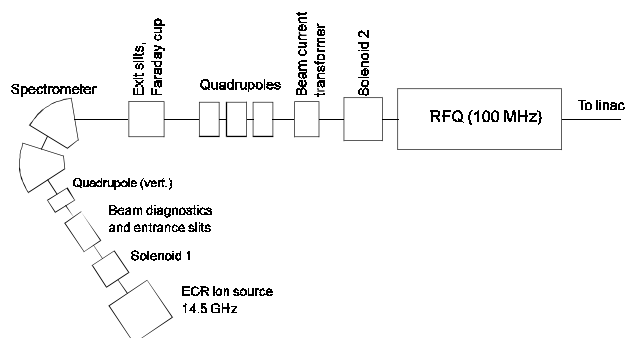 Exit slits,
Faraday cup
Beam current
transformer
Solenoid 2
Quadrupoles
Spectrometer
RFQ (100 MHz)
To linac
Quadrupole (vert.)
Beam diagnostics
and entrance slits
Solenoid 1
ECR Ion source
14.5 GHz